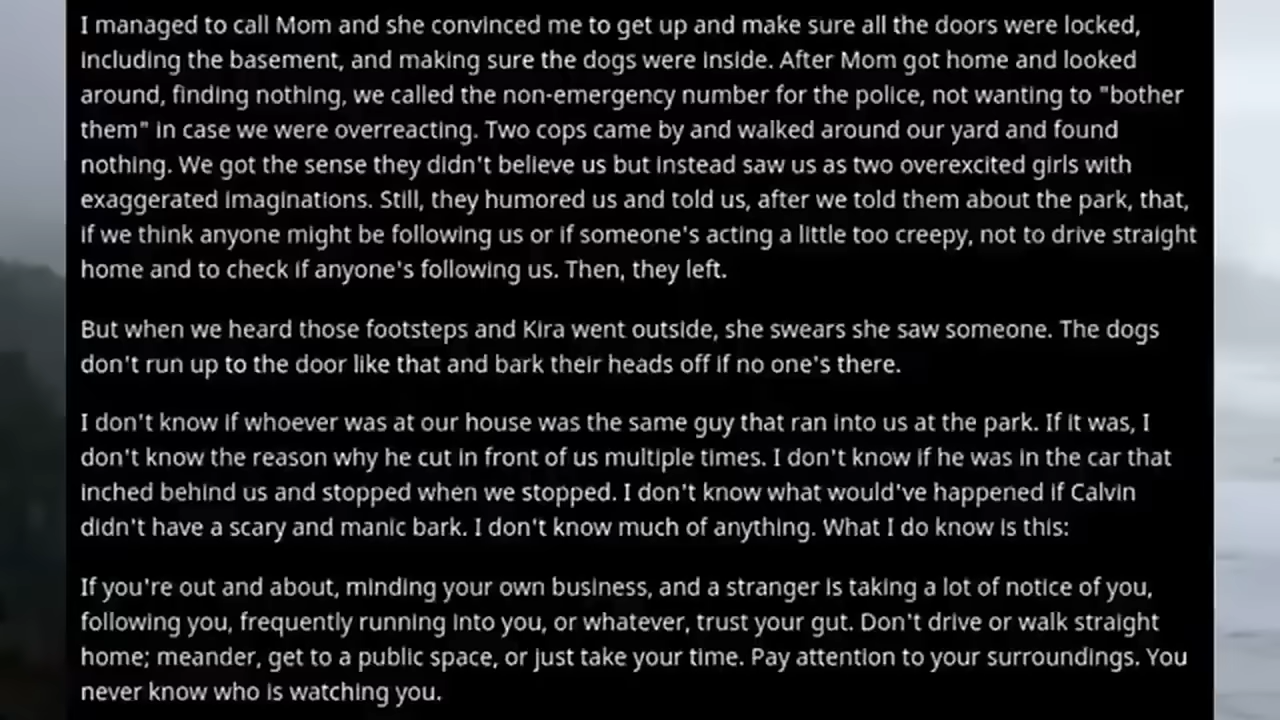 I managed to call Mom and she convinced me to get up and make sure all the doors were locked,
including the basement, and making sure the dogs were inside. After Mom got home and looked
around, finding nothing, we called the non-emergency number for the police, not wanting to "bother
them" in case we were overreacting. Two cops came by and walked around our yard and found
nothing. We got the sense they didn't believe us but instead saw us as two overexcited girls with
exaggerated imaginations. Still, they humored us and told us, after we told them about the park, that,
if we think anyone might be following us or if someone's acting a little too creepy, not to drive straight
home and to check if anyone's following us. Then, they left.
But when we heard those footsteps and Kira went outside, she swears she saw someone. The dogs
don't run up to the door like that and bark their heads off if no one's there.
I don't know if whoever was at our house was the same guy that ran into us at the park. If it was, I
don't know the reason why he cut in front of us multiple times. I don't know if he was in the car that
inched behind us and stopped when we stopped. I don't know what would've happened if Calvin
didn't have a scary and manic bark. I don't know much of anything. What I do know is this:
If you're out and about, minding your own business, and a stranger is taking a lot of notice of you,
following you, frequently running into you, or whatever, trust your gut. Don't drive or walk straight
home; meander, get to a public space, or just take your time. Pay attention to your surroundings. You
never know who is watching you.